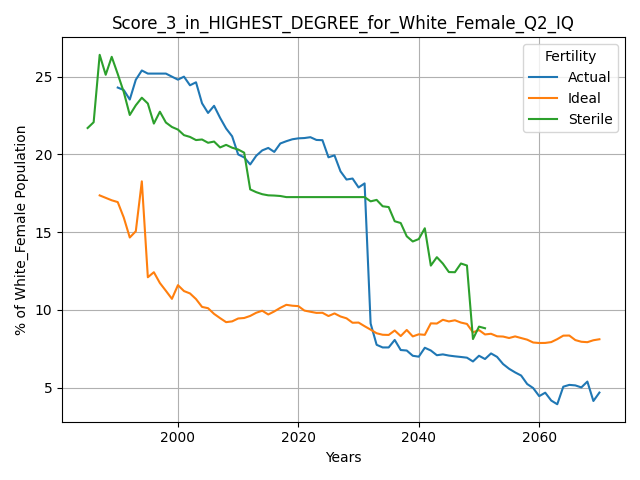 Score_3_in_HIGHEST_DEGREE_for_White_Female_Q2_IQ
Fertility
Actual
Ideal
Sterile
% of White_Female Population
25
20
15
10
5
2000 2020 2040 2060
Years